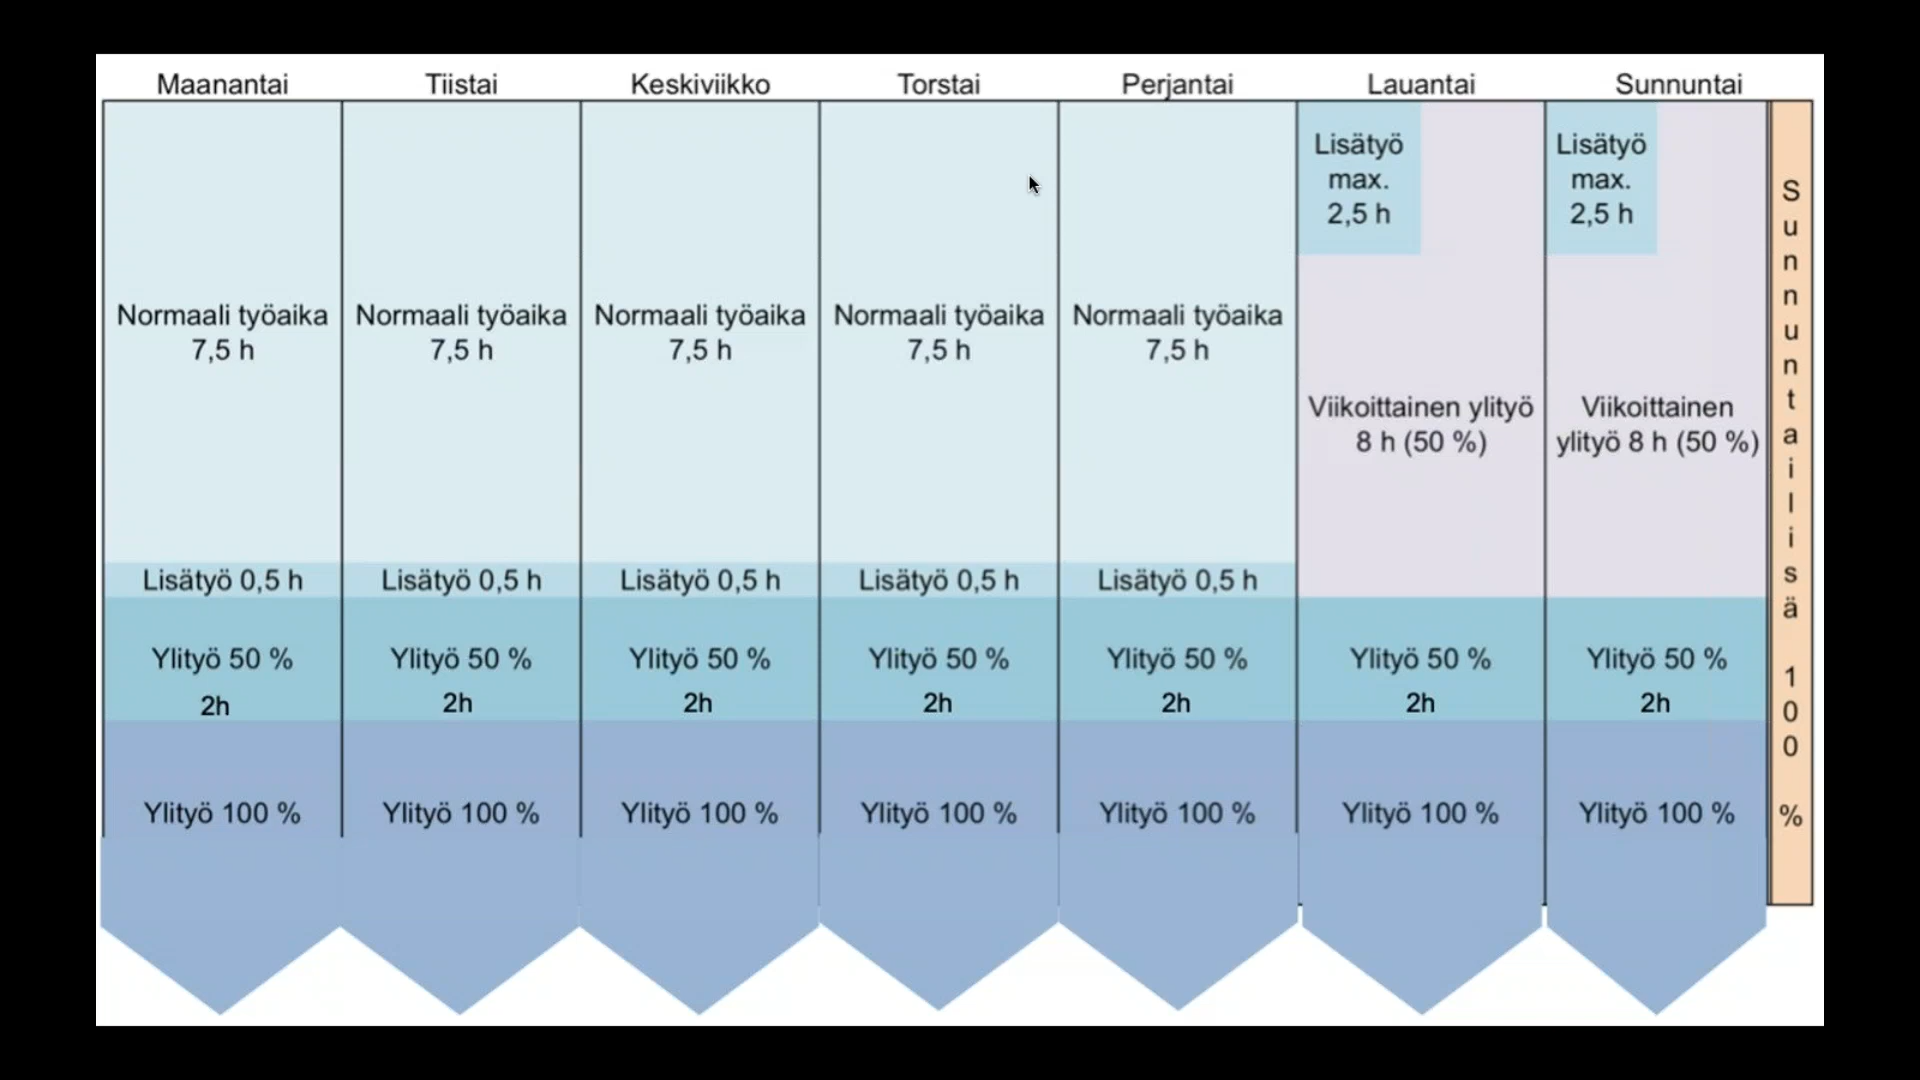 Maanantai
Tiistai
Keskiviikko
Torstai
Perjantai
Lauantai
Sunnuntai
Normaali työaika
7,5 h
Lisätyö 0,5 h
Ylityö 50 %
2h
Ylityö 100 %
Normaali työaika
7,5 h
Lisätyö 0,5 h
Ylityö 50 %
2h
Ylityö 100 %
Normaali työaika
7,5 h
Lisätyö 0,5 h
Ylityö 50 %
2h
Ylityö 100 %
Normaali työaika
7,5 h
Lisätyö 0,5 h
Ylityö 50 %
2h
Ylityö 100 %
Normaali työaika
7,5 h
Lisätyö 0,5 h
Ylityö 50 %
2h
Ylityö 100 %
Lisätyö
max.
2,5 h
Viikoittainen ylityö
8 h (50 %)
Ylityö 50 %
2h
Ylityö 100 %
Lisätyö
max.
2,5 h
Viikoittainen
ylityö 8 h (50 %)
Ylityö 50 %
2h
Ylityö 100 %
Sunnuntailisä 100 %